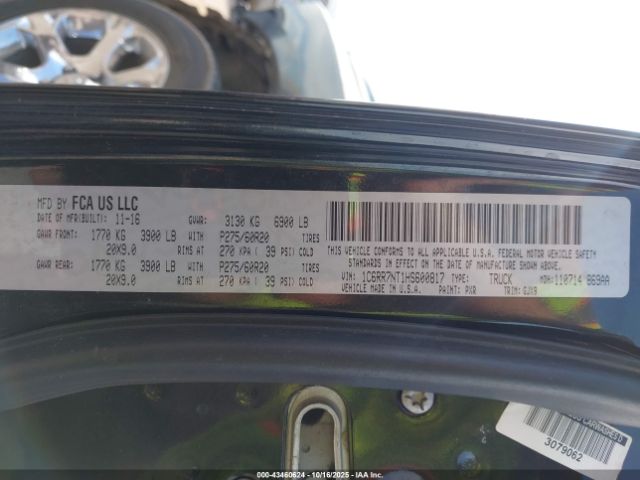 MFD BY FCA US LLC
DATE OF MFR(BUILT): 11-16 GVWR: 3130 KG 6900 LB
GAWR FRONT: 1770 KG 3900 LB WITH P275/60R20 TIRES
20X9.0 RIMS AT 270 KPA ( 39 PSI) COLD
GAWR REAR: 1770 KG 3900 LB WITH P275/60R20 TIRES
20X9.0 RIMS AT 270 KPA ( 39 PSI) COLD
THIS VEHICLE CONFORMS TO ALL APPLICABLE U.S.A. FEDERAL MOTOR VEHICLE SAFETY
STANDARDS IN EFFECT ON THE DATE OF MANUFACTURE SHOWN ABOVE.
VIN: 1C6RR7NT1HS600817 TYPE: TRUCK MDH: 110714 869AA
VEHICLE MADE IN U.S.A. PAINT: PXR TRIM:
3079062
000-43460624 - 10/16/2025 - IAA Inc.